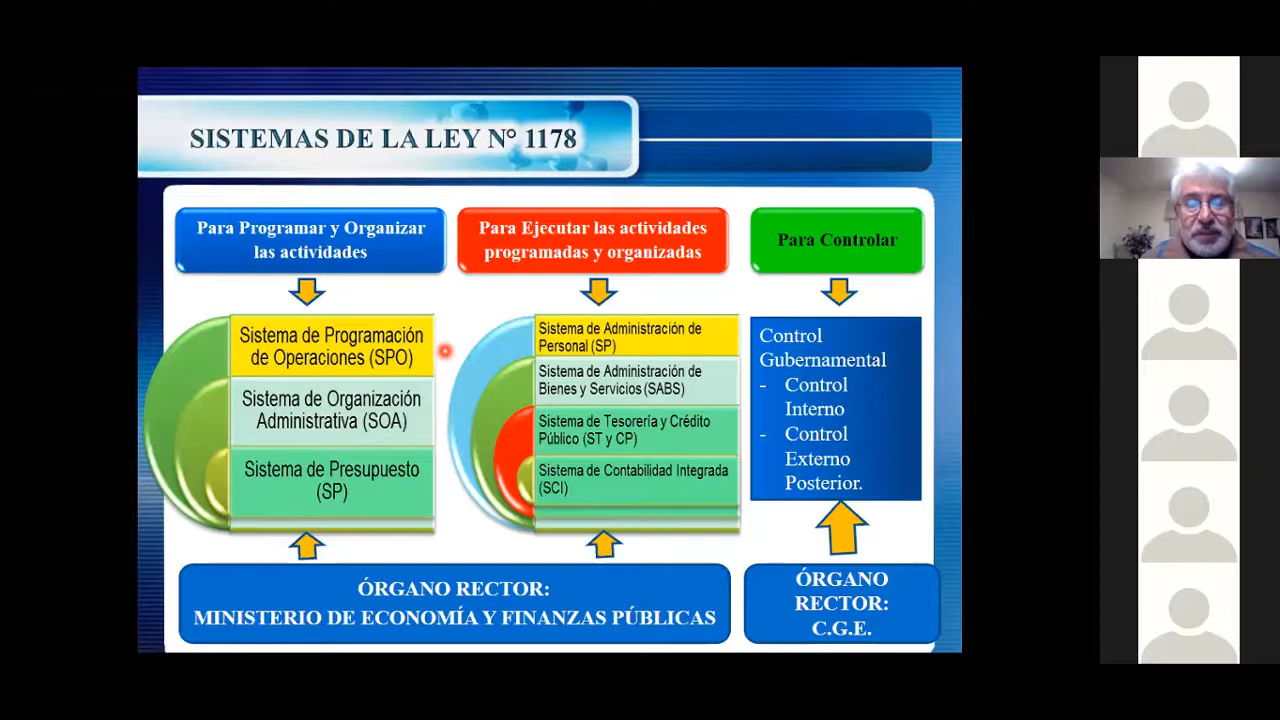 SISTEMAS DE LA LEY N° 1178
Para Programar y Organizar
las actividades
Para Ejecutar las actividades
programadas y organizadas
Para Controlar
Sistema de Programación
de Operaciones (SPO)
Sistema de Organización
Administrativa (SOA)
Sistema de Presupuesto
(SP)
Sistema de Administración de
Personal (SP)
Sistema de Administración de
Bienes y Servicios (SABS)
Sistema de Tesorería y Crédito
Público (ST y CP)
Sistema de Contabilidad Integrada
(SCI)
Control
Gubernamental
- Control
Interno
- Control
Externo
Posterior.
ÓRGANO RECTOR:
MINISTERIO DE ECONOMÍA Y FINANZAS PÚBLICAS
ÓRGANO
RECTOR:
C.G.E.